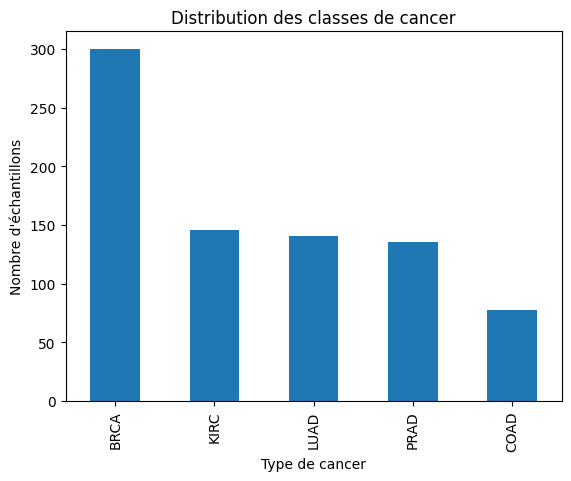 Distribution des classes de cancer
Nombre d'échantillons
300
250
200
150
100
50
0
BRCA
KIRC
LUAD
PRAD
COAD
Type de cancer